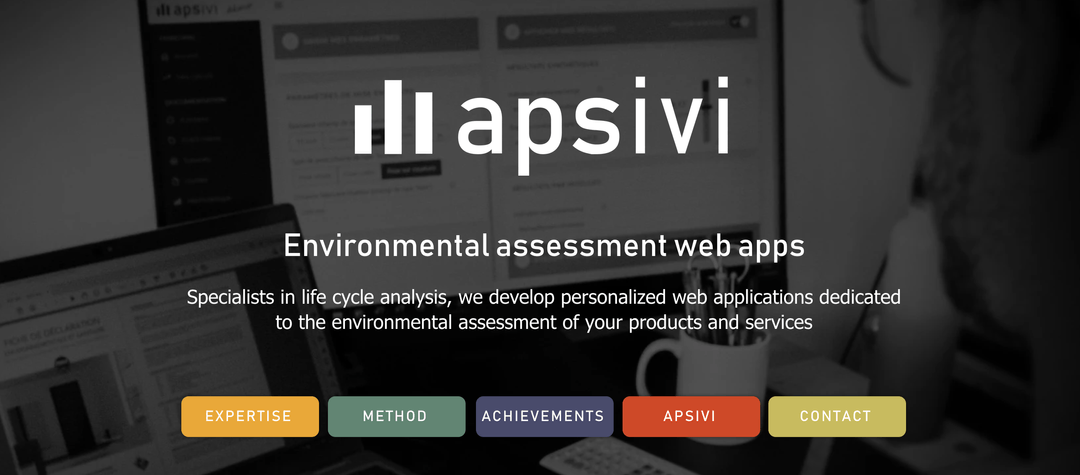 apsivi
apsivi
Environmental assessment web apps
Specialists in life cycle analysis, we develop personalized web applications dedicated
to the environmental assessment of your products and services
EXPERTISE
METHOD
ACHIEVEMENTS
APSIVI
CONTACT